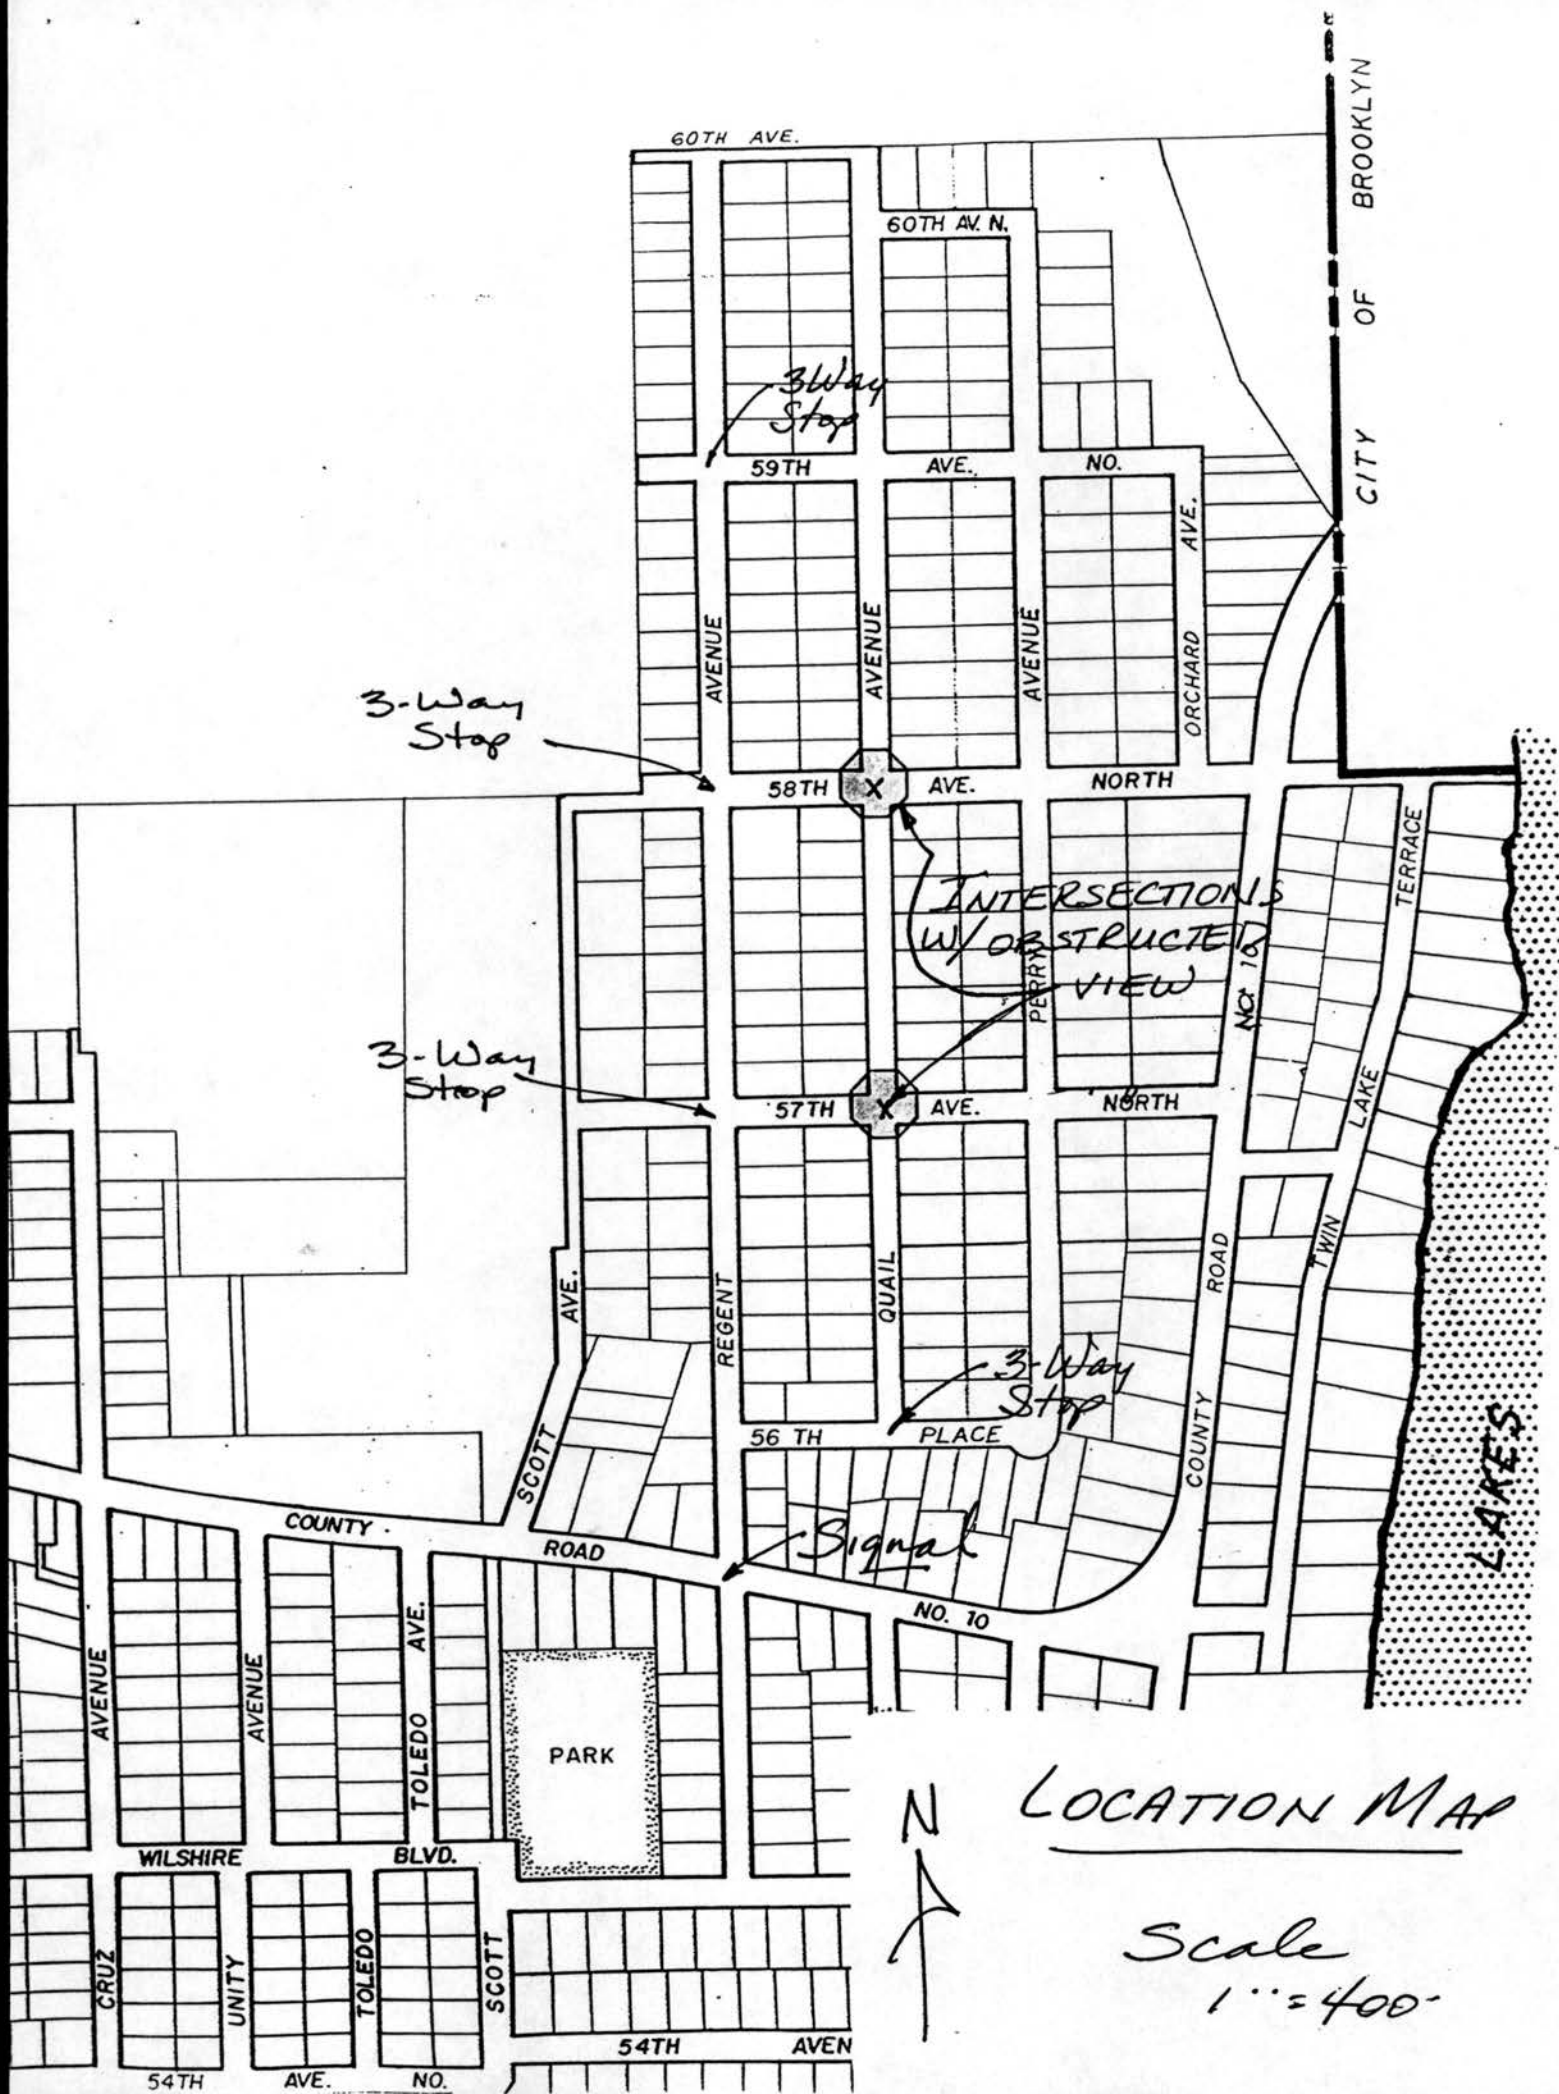 60TH AVE.
60TH AV. N.
CITY OF BROOKLYN
3Way
Stop
59TH AVE. NO.
AVENUE
AVENUE
AVENUE
ORCHARD AVE.
3-Way
Stop
58TH AVE. NORTH
X
INTERSECTIONS
W/ OBSTRUCTED
VIEW
PERRY
NO. 10
TERRACE
LAKE
TWIN
3-Way
Stop
57TH AVE. NORTH
X
AVE.
SCOTT
REGENT
QUAIL
COUNTY ROAD
3-Way
Stop
56 TH PLACE
LAKES
COUNTY ROAD
NO. 10
Signal
AVENUE
AVENUE
TOLEDO AVE.
PARK
WILSHIRE BLVD.
CRUZ
UNITY
TOLEDO
SCOTT
54TH AVEN
54TH AVE. NO.
N
LOCATION MAP
Scale
1" = 400'